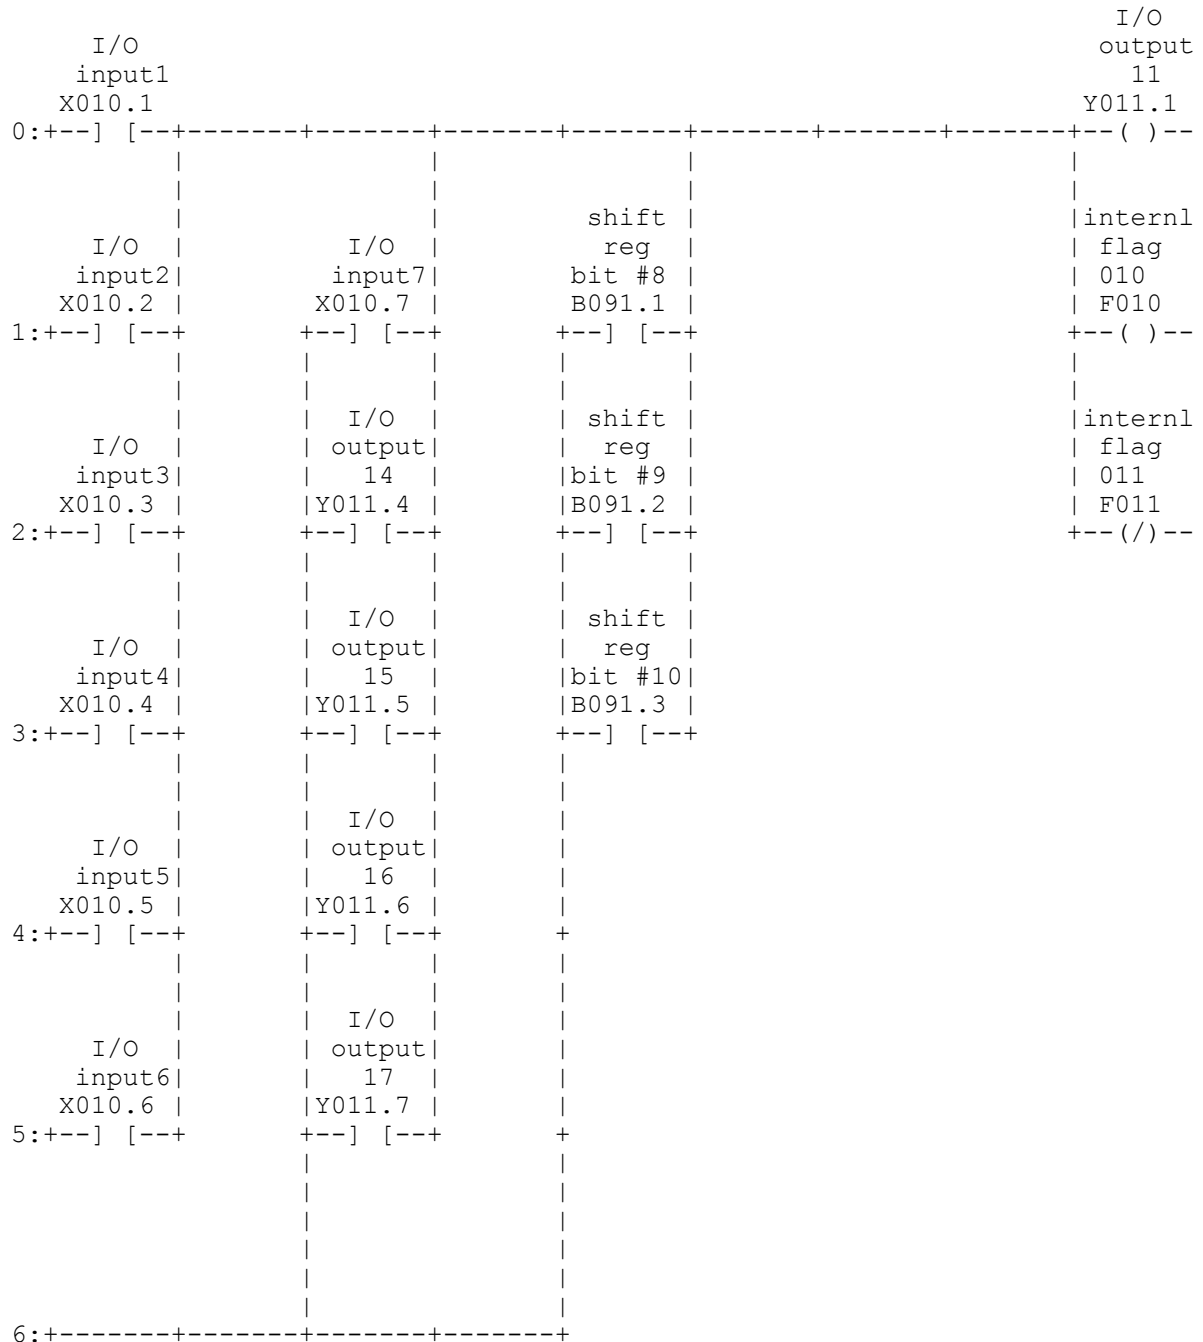 I/O
I/O output
input1 11
X010.1 Y011.1
0:+--] [--+-------+-------+-------+-------+-------+-------+-------+--( )--
| | | |
| | | |
| | shift | |internl
I/O | I/O | reg | | flag
input2| input7| bit #8 | | 010
X010.2 | X010.7 | B091.1 | | F010
1:+--] [--+ +--] [--+ +--] [--+ +--( )--
| | | | | |
| | | | | |
| | I/O | | shift | |internl
I/O | | output| | reg | | flag
input3| | 14 | |bit #9 | | 011
X010.3 | |Y011.4 | |B091.2 | | F011
2:+--] [--+ +--] [--+ +--] [--+ +--(/)--
| | | | |
| | | | |
| | I/O | | shift |
I/O | | output| | reg |
input4| | 15 | |bit #10|
X010.4 | |Y011.5 | |B091.3 |
3:+--] [--+ +--] [--+ +--] [--+
| | | |
| | | |
| | I/O | |
I/O | | output| |
input5| | 16 | |
X010.5 | |Y011.6 | |
4:+--] [--+ +--] [--+ +
| | | |
| | | |
| | I/O | |
I/O | | output| |
input6| | 17 | |
X010.6 | |Y011.7 | |
5:+--] [--+ +--] [--+ +
| |
| |
| |
| |
| |
| |
6:+-------+-------+-------+-------+